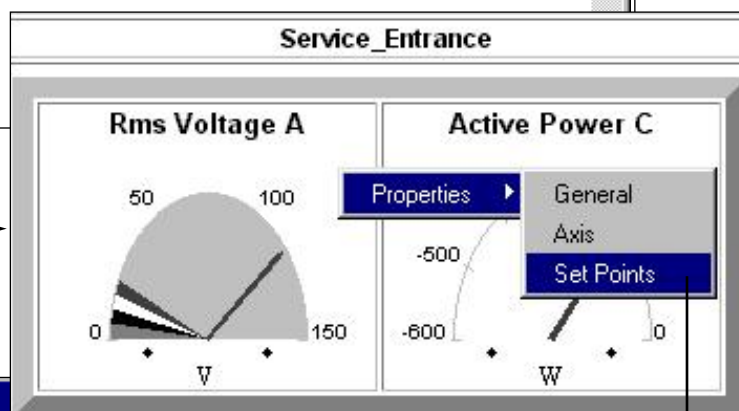 Service_Entrance
Rms Voltage A
Active Power C
50
100
0
150
V
Properties
General
Axis
Set Points
-500
-600
0
W